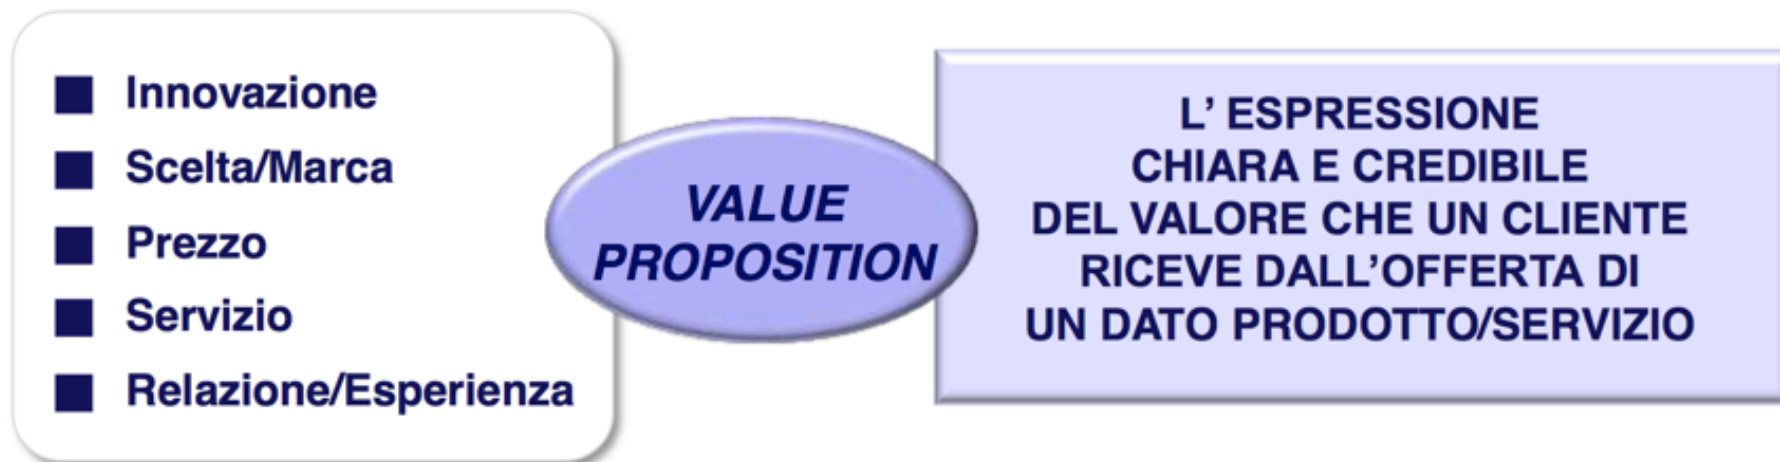 Innovazione
Scelta/Marca
Prezzo
Servizio
Relazione/Esperienza
VALUE
PROPOSITION
L' ESPRESSIONE
CHIARA E CREDIBILE
DEL VALORE CHE UN CLIENTE
RICEVE DALL'OFFERTA DI
UN DATO PRODOTTO/SERVIZIO